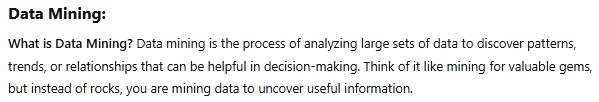 Data Mining:
What is Data Mining? Data mining is the process of analyzing large sets of data to discover patterns,
trends, or relationships that can be helpful in decision-making. Think of it like mining for valuable gems,
but instead of rocks, you are mining data to uncover useful information.